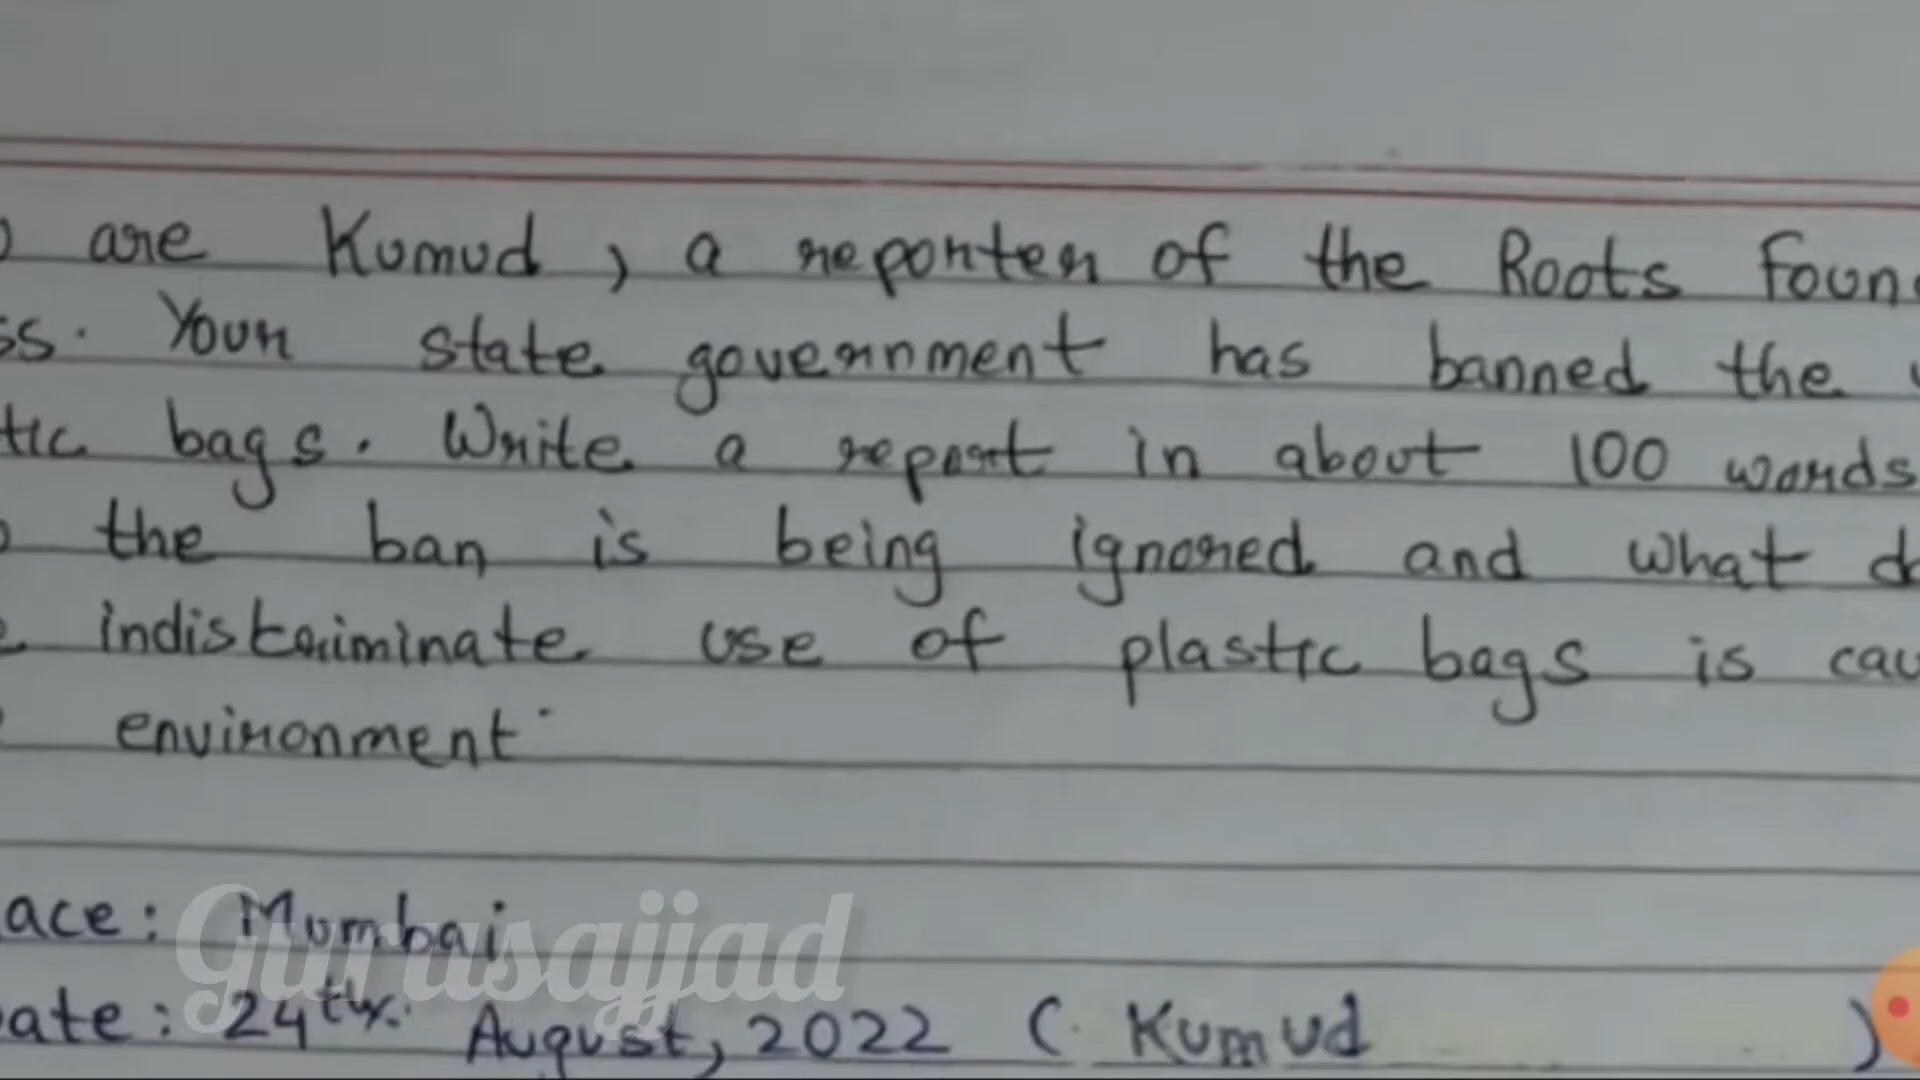 are Kumud, a reporter of the Roots Foun
ss. Your state government has banned the
tic bags. Write a report in about 100 words
the ban is being ignored and what d
indistcriminate use of plastic bags is cau
environment.
ace: Mumbai
ate: 24th. August, 2022 ( Kumud )
Gurusajjad